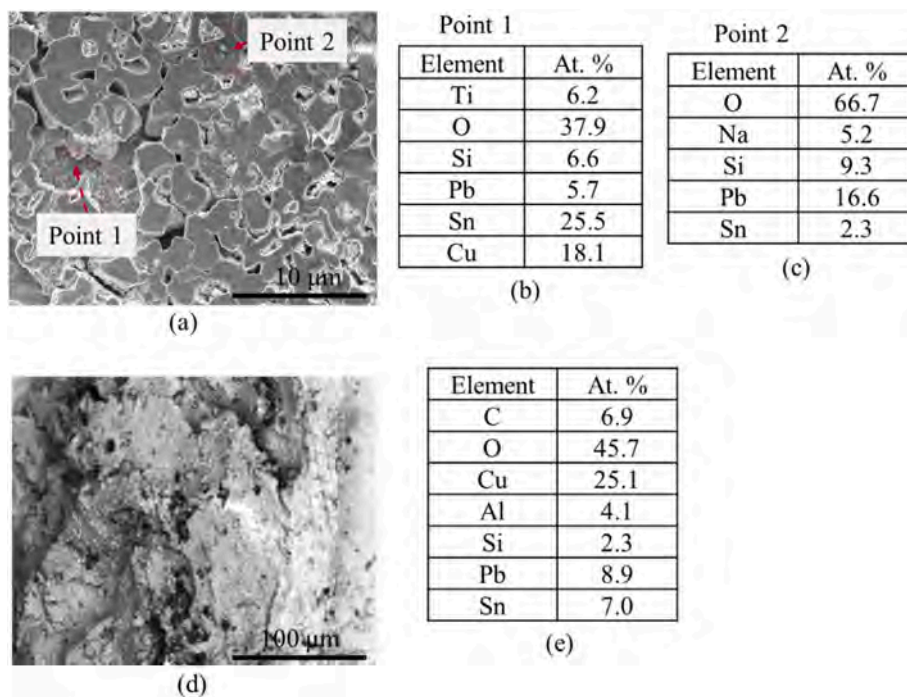 Point 2
Point 1
10 μm
(a)
Point 1
Element At. %
Ti 6.2
O 37.9
Si 6.6
Pb 5.7
Sn 25.5
Cu 18.1
(b)
Point 2
Element At. %
O 66.7
Na 5.2
Si 9.3
Pb 16.6
Sn 2.3
(c)
100 μm
(d)
Element At. %
C 6.9
O 45.7
Cu 25.1
Al 4.1
Si 2.3
Pb 8.9
Sn 7.0
(e)